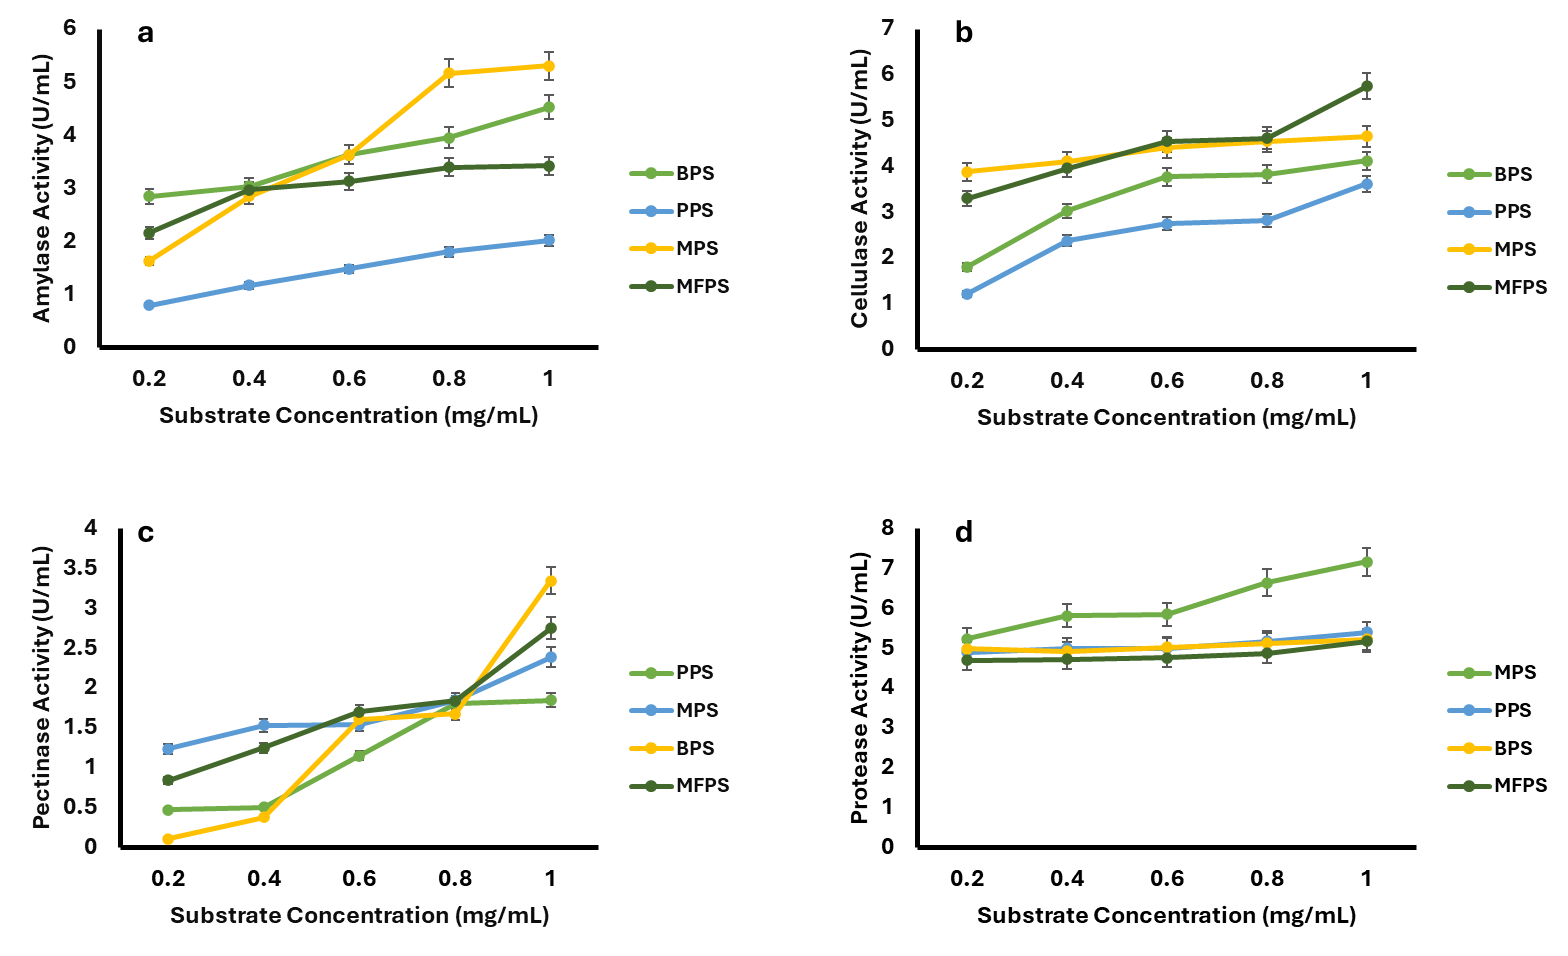 a
Amylase Activity (U/mL)
6
5
4
3
2
1
0
0.2 0.4 0.6 0.8 1
Substrate Concentration (mg/mL)
BPS
PPS
MPS
MFPS
b
Cellulase Activity (U/mL)
7
6
5
4
3
2
1
0
0.2 0.4 0.6 0.8 1
Substrate Concentration (mg/mL)
BPS
PPS
MPS
MFPS
c
Pectinase Activity (U/mL)
4
3.5
3
2.5
2
1.5
1
0.5
0
0.2 0.4 0.6 0.8 1
Substrate Concentration (mg/mL)
PPS
MPS
BPS
MFPS
d
Protease Activity (U/mL)
8
7
6
5
4
3
2
1
0
0.2 0.4 0.6 0.8 1
Substrate Concentration (mg/mL)
MPS
PPS
BPS
MFPS